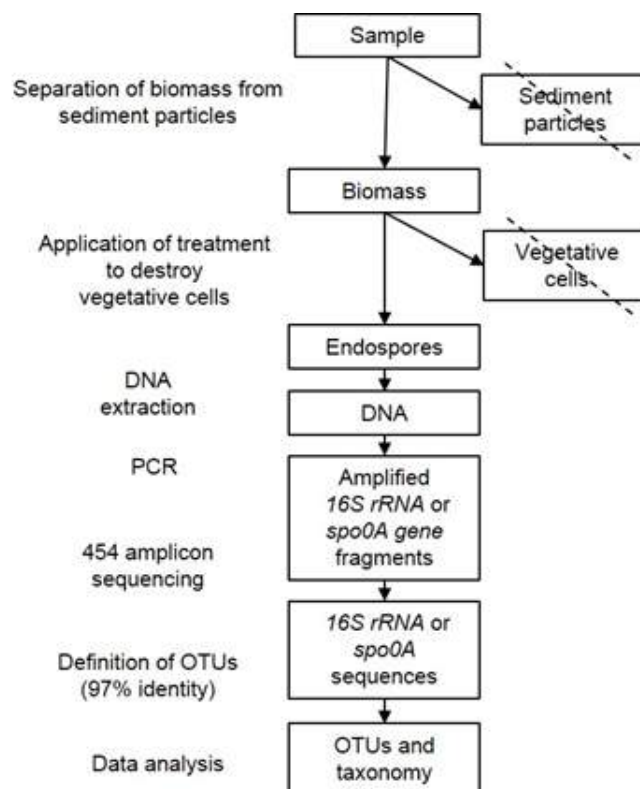 Sample
Separation of biomass from
sediment particles
Sediment
particles
Biomass
Application of treatment
to destroy
vegetative cells
Vegetative
cells
Endospores
DNA
extraction
DNA
PCR
Amplified
16S rRNA or
spo0A gene
fragments
454 amplicon
sequencing
16S rRNA or
spo0A
sequences
Definition of OTUs
(97% identity)
OTUs and
taxonomy
Data analysis